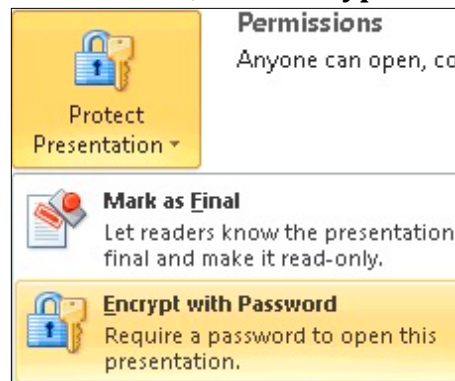 Permissions
Anyone can open, co
Protect
Presentation
Mark as Final
Let readers know the presentation
final and make it read-only.
Encrypt with Password
Require a password to open this
presentation.